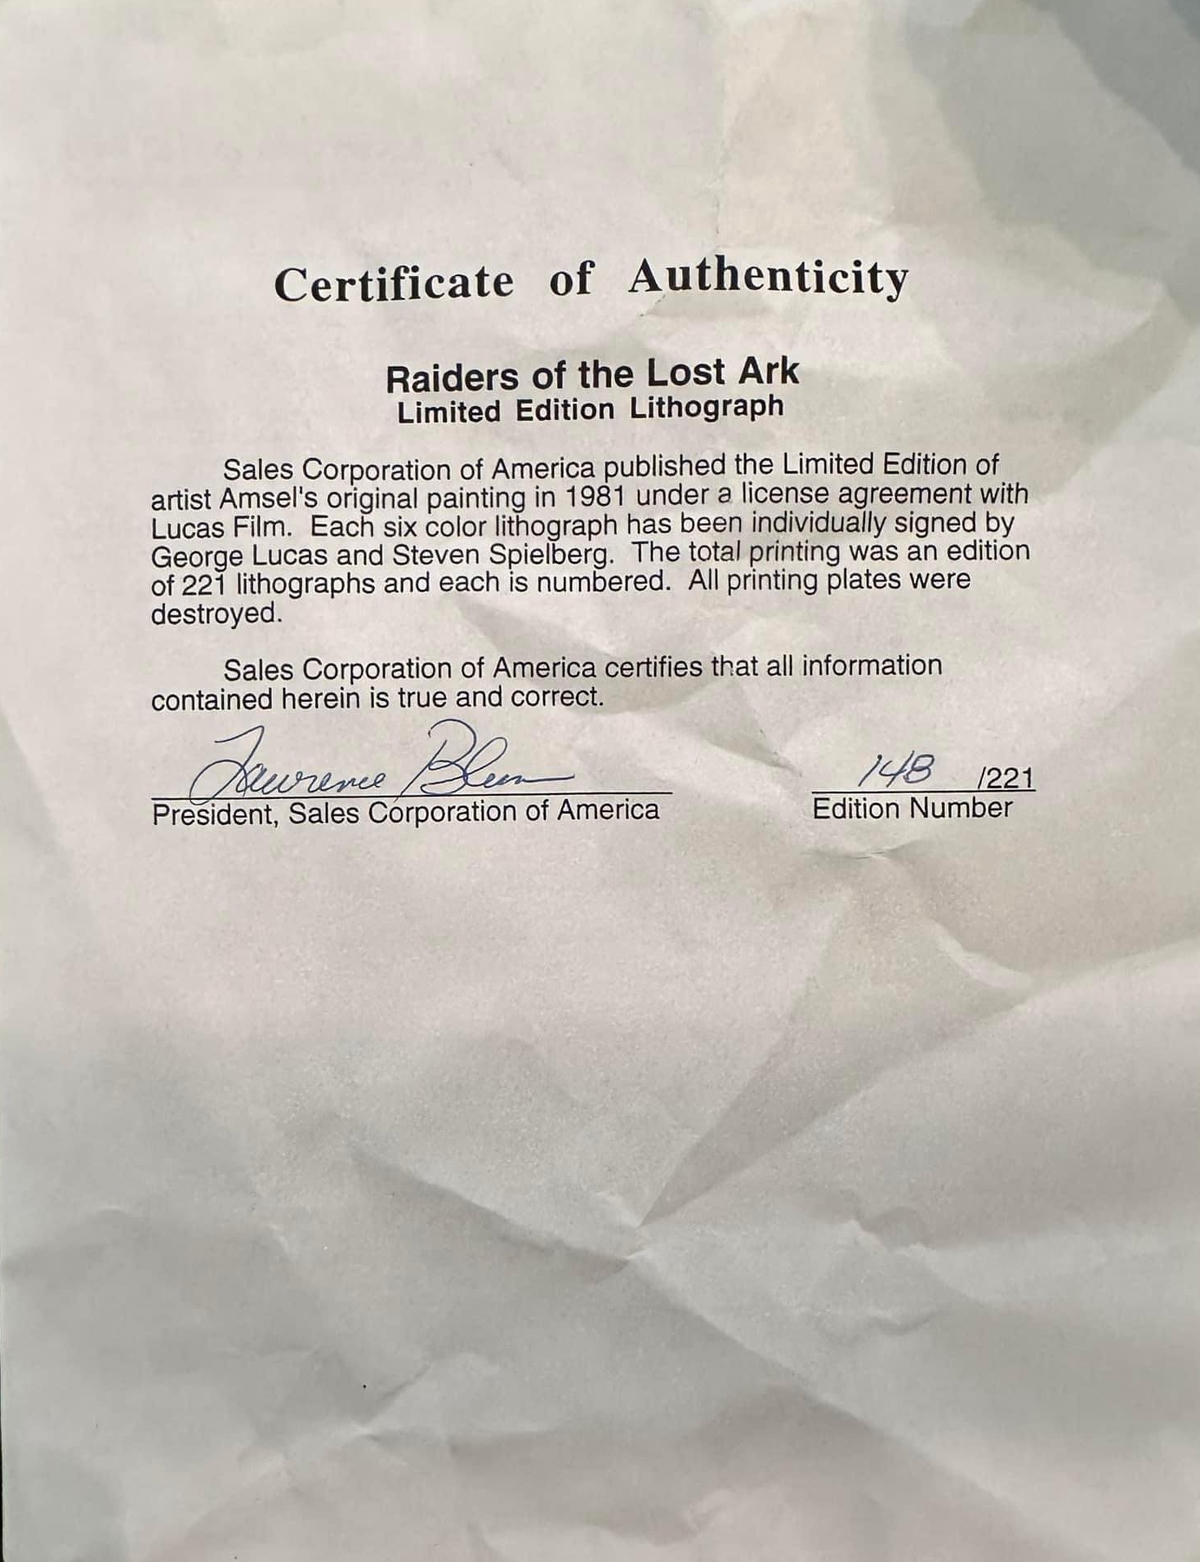 Certificate of Authenticity
Raiders of the Lost Ark
Limited Edition Lithograph
Sales Corporation of America published the Limited Edition of
artist Amsel's original painting in 1981 under a license agreement with
Lucas Film. Each six color lithograph has been individually signed by
George Lucas and Steven Spielberg. The total printing was an edition
of 221 lithographs and each is numbered. All printing plates were
destroyed.
Sales Corporation of America certifies that all information
contained herein is true and correct.
Lawrence Blum 148 /221
President, Sales Corporation of America Edition Number